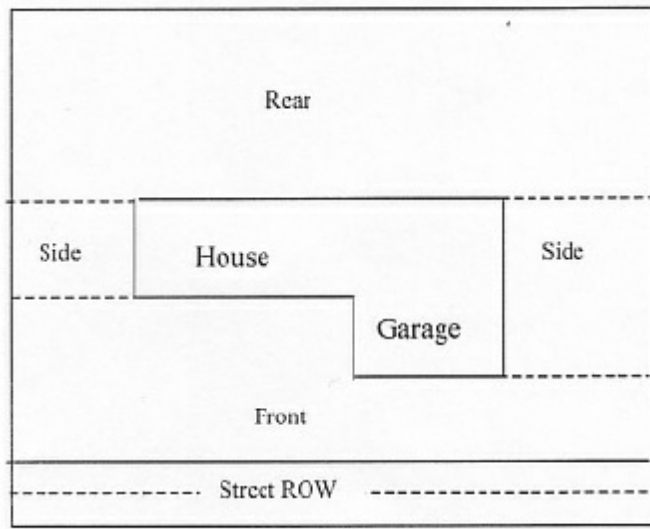 Rear
Side
House
Side
Garage
Front
Street ROW